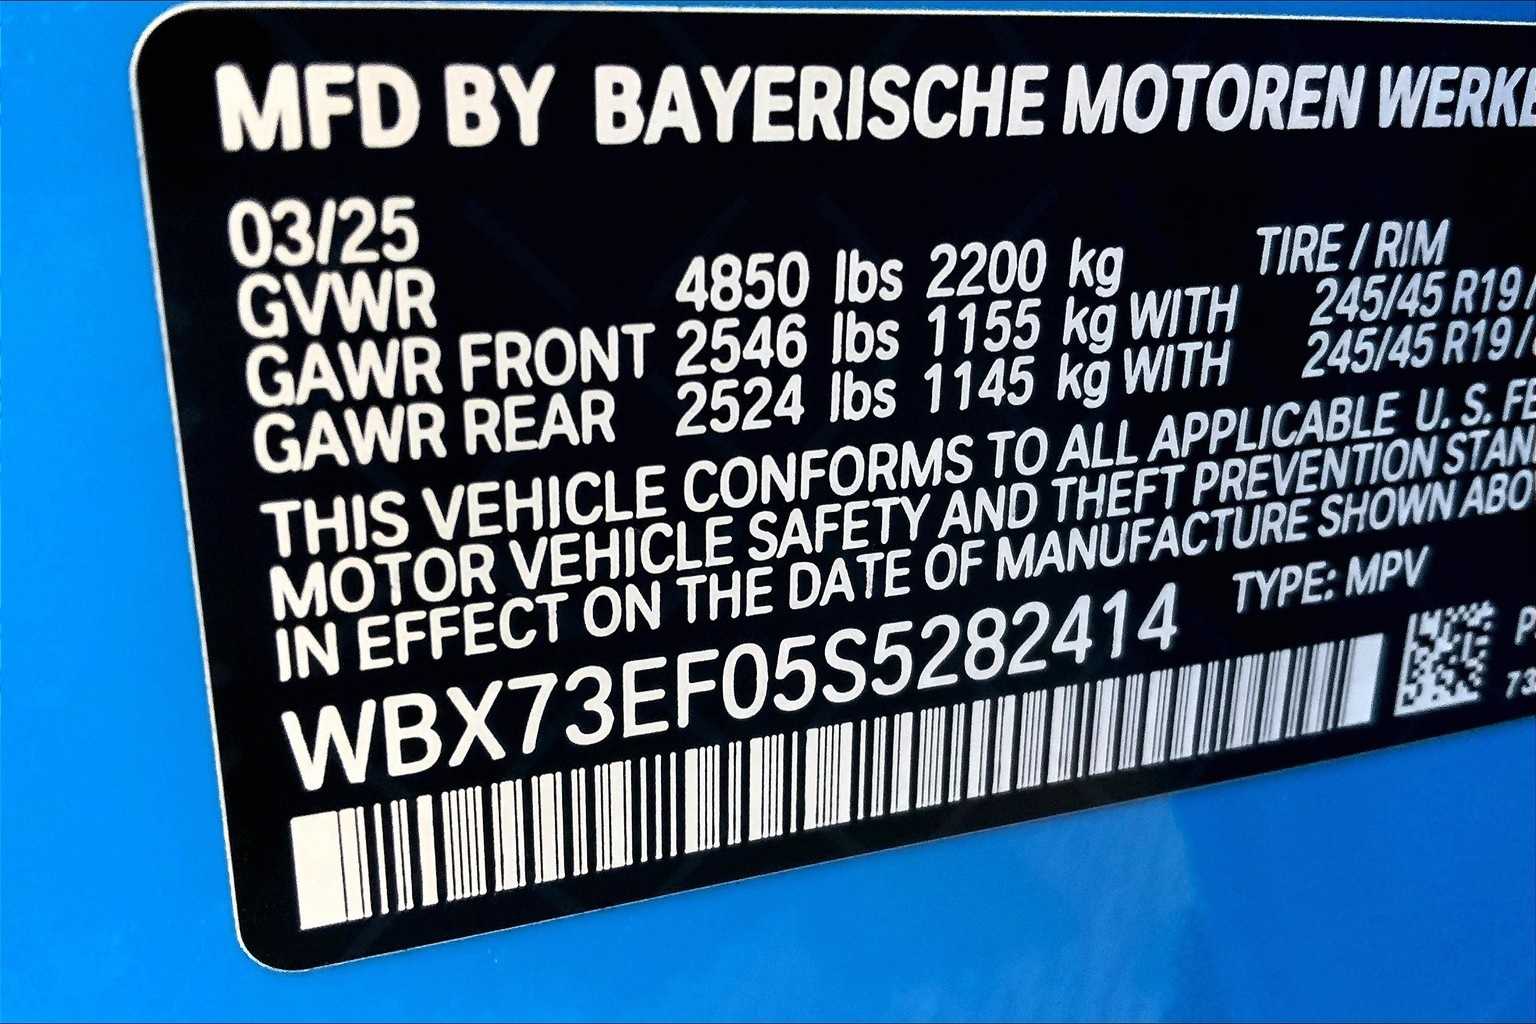 MFD BY BAYERISCHE MOTOREN
03/25
GVWR 4850 lbs 2200 kg TIRE / RIM
GAWR FRONT 2546 lbs 1155 kg WITH 245/45 R19
GAWR REAR 2524 lbs 1145 kg WITH 245/45 R19
THIS VEHICLE CONFORMS TO ALL APPLICABLE U. S.
MOTOR VEHICLE SAFETY AND THEFT PREVENTION
IN EFFECT ON THE DATE OF MANUFACTURE SHOWN
WBX73EF05S5282414 TYPE: MPV